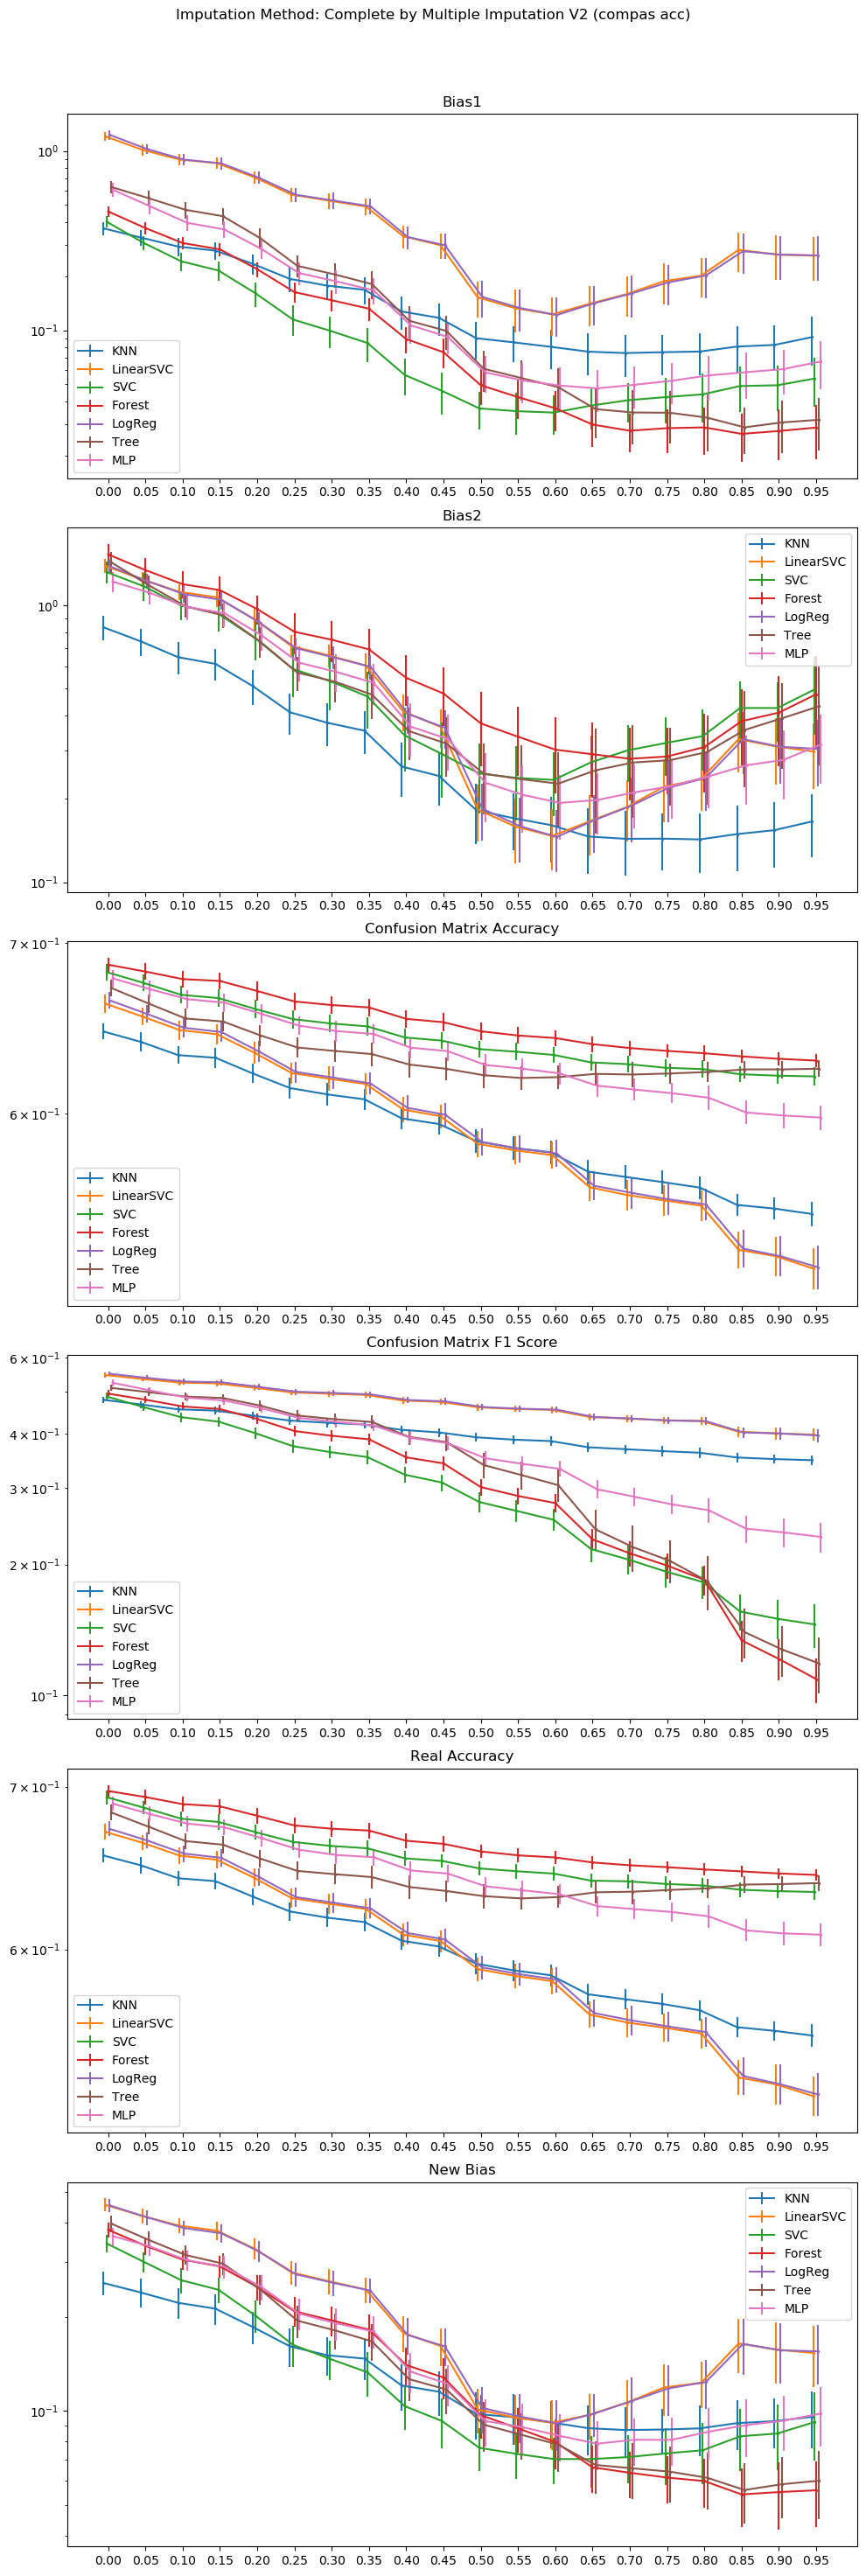 Imputation Method: Complete by Multiple Imputation V2 (compas acc)
Bias1
10⁰
10⁻¹
KNN
LinearSVC
SVC
Forest
LogReg
Tree
MLP
0.00 0.05 0.10 0.15 0.20 0.25 0.30 0.35 0.40 0.45 0.50 0.55 0.60 0.65 0.70 0.75 0.80 0.85 0.90 0.95
Bias2
10⁰
10⁻¹
KNN
LinearSVC
SVC
Forest
LogReg
Tree
MLP
0.00 0.05 0.10 0.15 0.20 0.25 0.30 0.35 0.40 0.45 0.50 0.55 0.60 0.65 0.70 0.75 0.80 0.85 0.90 0.95
Confusion Matrix Accuracy
7 × 10⁻¹
6 × 10⁻¹
KNN
LinearSVC
SVC
Forest
LogReg
Tree
MLP
0.00 0.05 0.10 0.15 0.20 0.25 0.30 0.35 0.40 0.45 0.50 0.55 0.60 0.65 0.70 0.75 0.80 0.85 0.90 0.95
Confusion Matrix F1 Score
6 × 10⁻¹
4 × 10⁻¹
3 × 10⁻¹
2 × 10⁻¹
10⁻¹
KNN
LinearSVC
SVC
Forest
LogReg
Tree
MLP
0.00 0.05 0.10 0.15 0.20 0.25 0.30 0.35 0.40 0.45 0.50 0.55 0.60 0.65 0.70 0.75 0.80 0.85 0.90 0.95
Real Accuracy
7 × 10⁻¹
6 × 10⁻¹
KNN
LinearSVC
SVC
Forest
LogReg
Tree
MLP
0.00 0.05 0.10 0.15 0.20 0.25 0.30 0.35 0.40 0.45 0.50 0.55 0.60 0.65 0.70 0.75 0.80 0.85 0.90 0.95
New Bias
10⁻¹
KNN
LinearSVC
SVC
Forest
LogReg
Tree
MLP
0.00 0.05 0.10 0.15 0.20 0.25 0.30 0.35 0.40 0.45 0.50 0.55 0.60 0.65 0.70 0.75 0.80 0.85 0.90 0.95